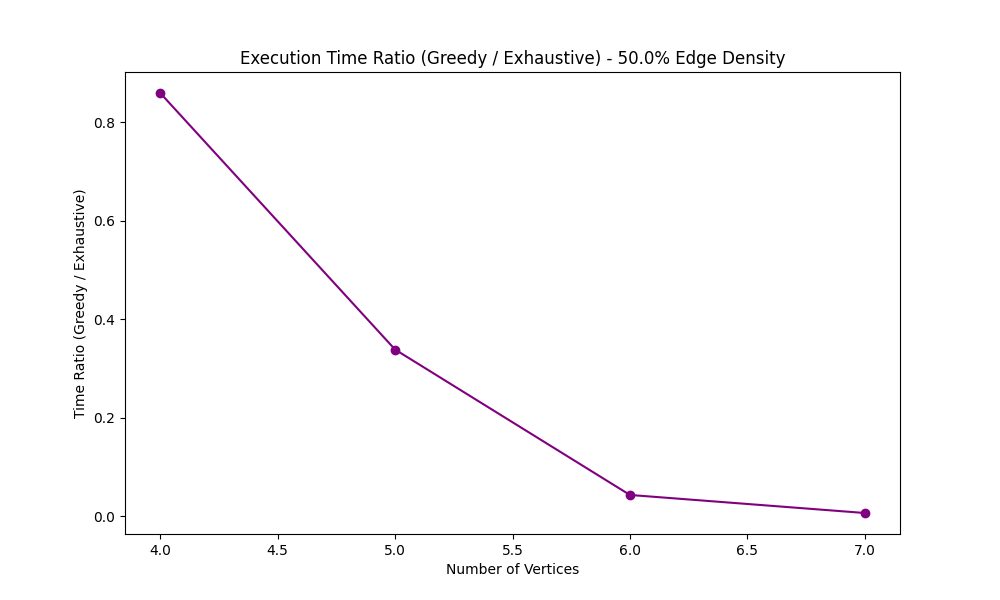 Execution Time Ratio (Greedy / Exhaustive) - 50.0% Edge Density
Time Ratio (Greedy / Exhaustive)
0.8
0.6
0.4
0.2
0.0
4.0 4.5 5.0 5.5 6.0 6.5 7.0
Number of Vertices